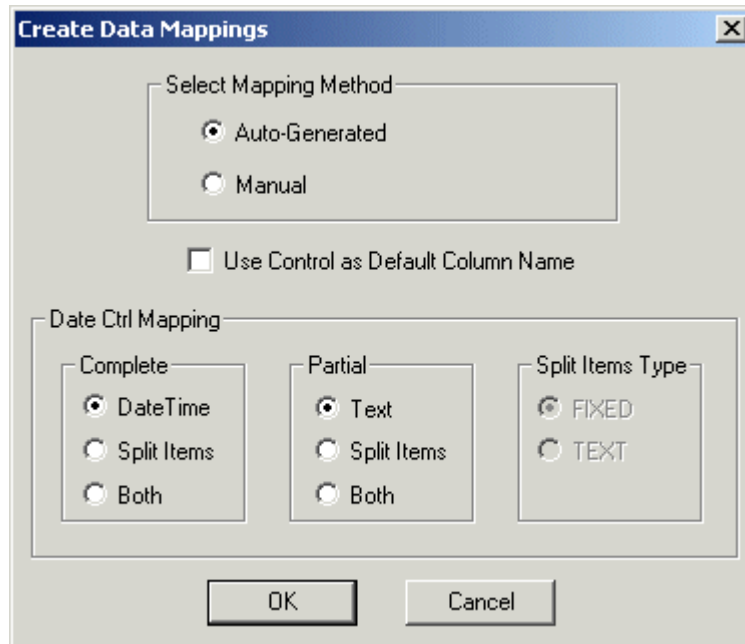 Create Data Mappings
Select Mapping Method
Auto-Generated
Manual
Use Control as Default Column Name
Date Ctrl Mapping
Complete
DateTime
Split Items
Both
Partial
Text
Split Items
Both
Split Items Type
FIXED
TEXT
OK
Cancel